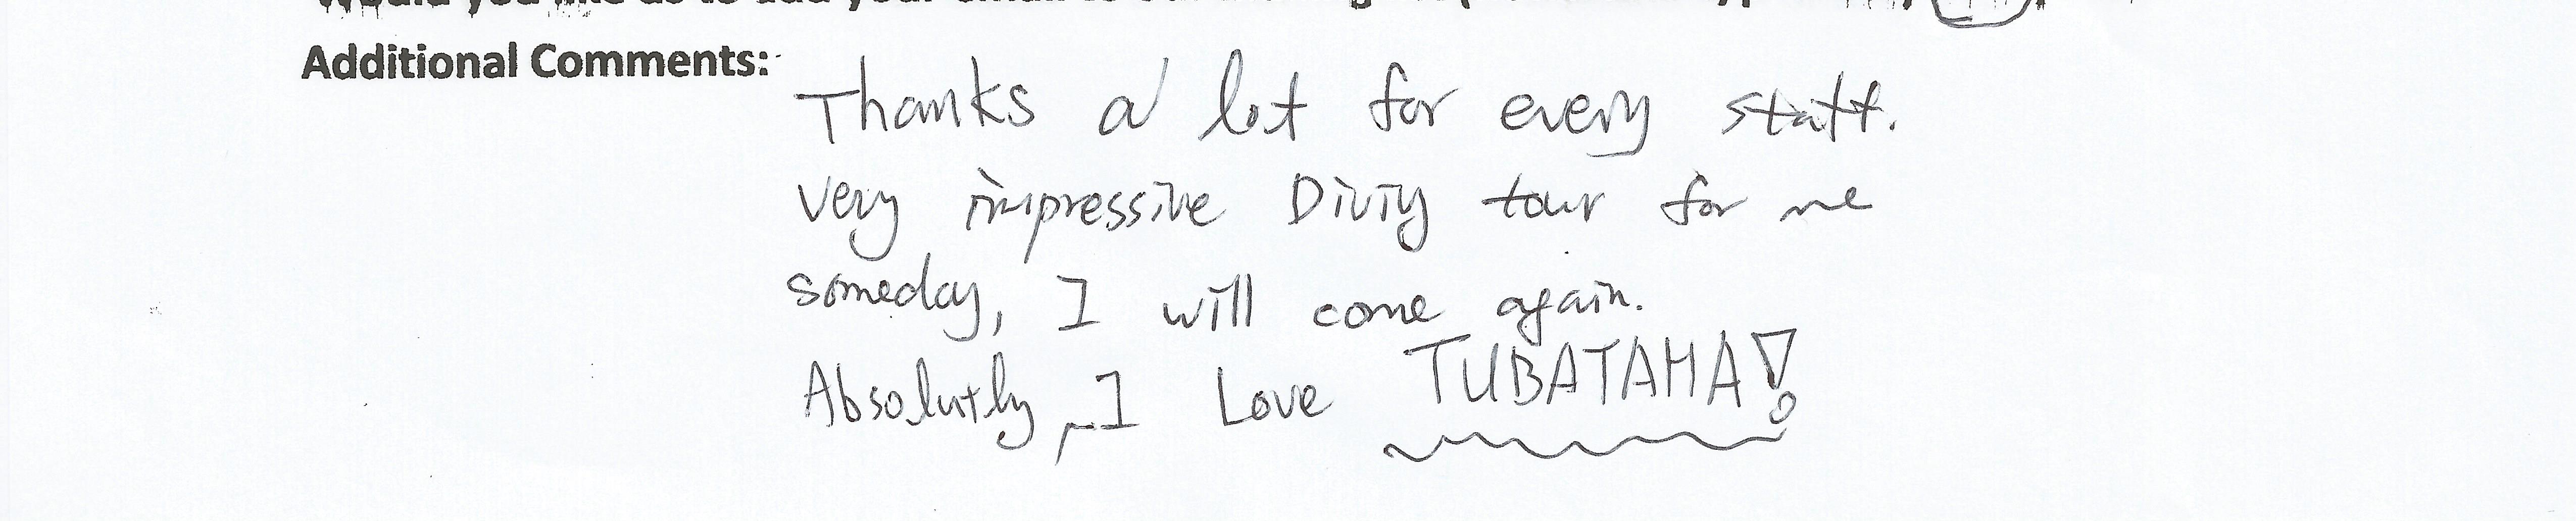 Additional Comments:
Thanks a lot for every staff.
very impressive Diving tour for me
someday, I will come again.
Absolutly, I Love TUBATAHA!